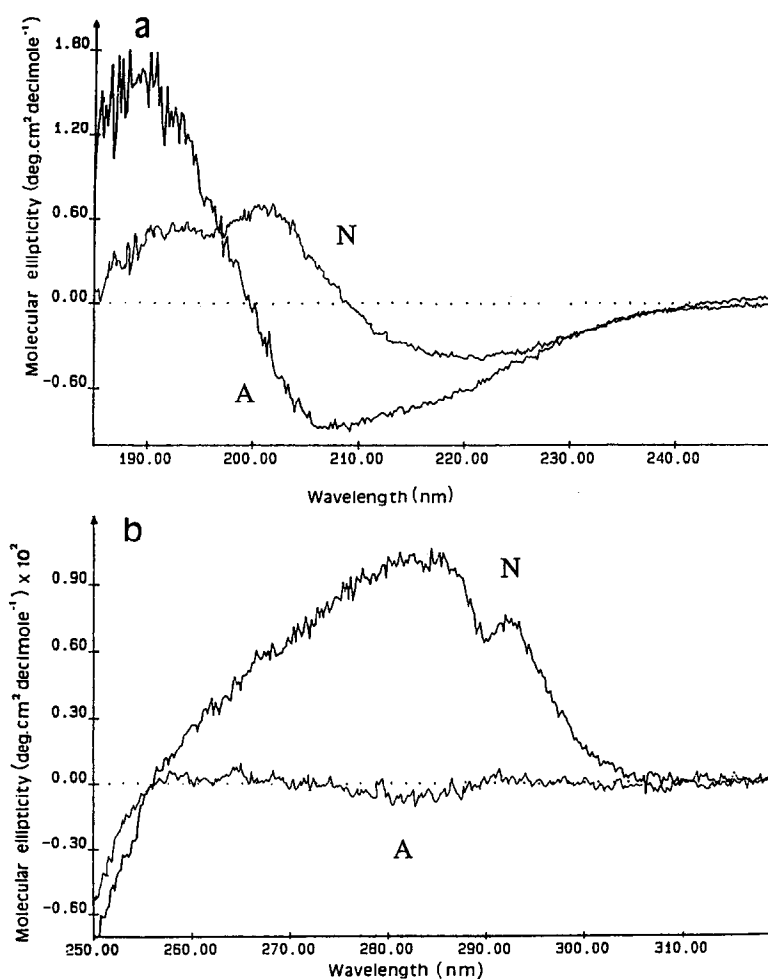 a
Molecular ellipticity (deg.cm² decimole⁻¹)
1.80
1.20
0.60
0.00
-0.60
N
A
190.00 200.00 210.00 220.00 230.00 240.00
Wavelength (nm)
b
Molecular ellipticity (deg.cm² decimole⁻¹) x 10²
0.90
0.60
0.30
0.00
-0.30
-0.60
N
A
250.00 260.00 270.00 280.00 290.00 300.00 310.00
Wavelength (nm)